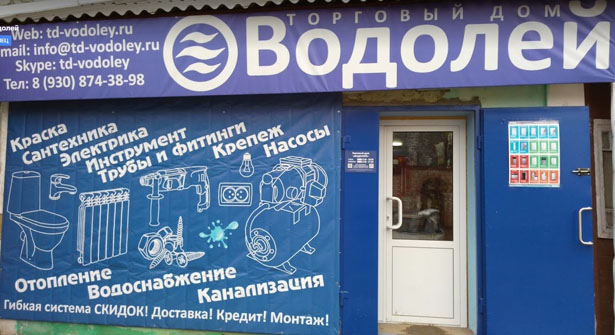 ТОРГОВЫЙ ДОМ
Водолей
Web: td-vodoley.ru
mail: info@td-vodoley.ru
Skype: td-vodoley
Тел: 8 (930) 874-38-98
Краска
Сантехника
Электрика
Инструмент
Трубы и фитинги
Крепеж
Насосы
Отопление
Водоснабжение
Канализация
Гибкая система СКИДОК! Доставка! Кредит! Монтаж!